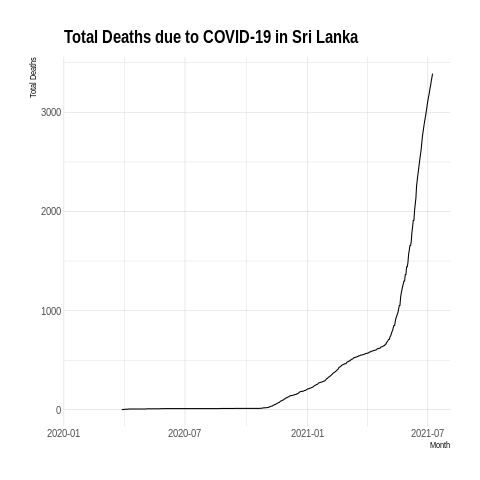 Total Deaths due to COVID-19 in Sri Lanka
Total Deaths
3000
2000
1000
0
2020-01 2020-07 2021-01 2021-07
Month